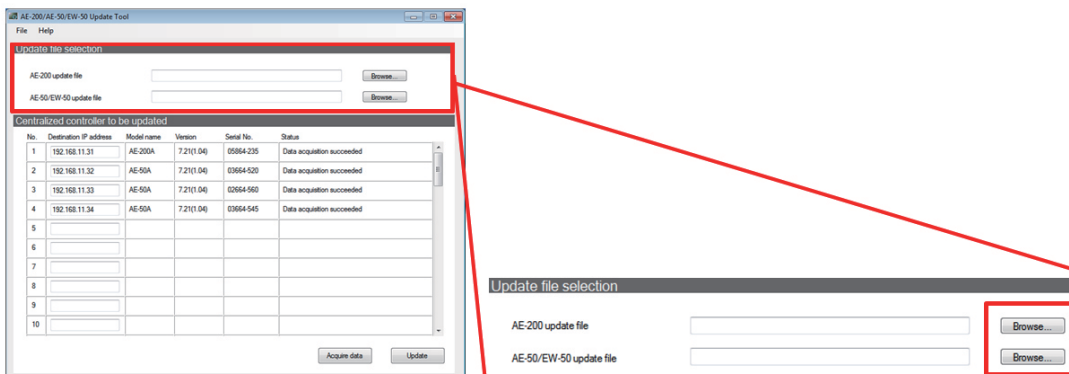 AE-200/AE-50/EW-50 Update Tool
File Help
Update file selection
AE-200 update file Browse...
AE-50/EW-50 update file Browse...
Centralized controller to be updated
No. Destination IP address Model name Version Serial No. Status
1 192.168.11.31 AE-200A 7.21(1.04) 05864-235 Data acquisition succeeded
2 192.168.11.32 AE-50A 7.21(1.04) 03664-520 Data acquisition succeeded
3 192.168.11.33 AE-50A 7.21(1.04) 02664-560 Data acquisition succeeded
4 192.168.11.34 AE-50A 7.21(1.04) 03664-545 Data acquisition succeeded
5
6
7
8
9
10
Acquire data Update
Update file selection
AE-200 update file Browse...
AE-50/EW-50 update file Browse...